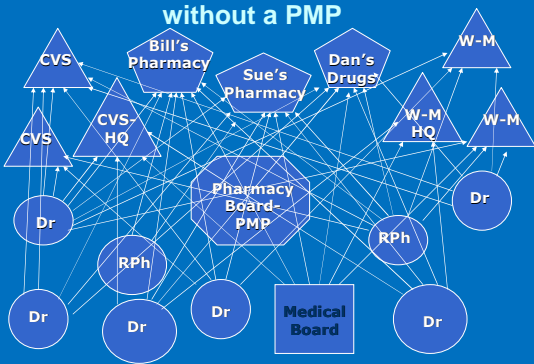 without a PMP
CVS
Bill's
Pharmacy
Sue's
Pharmacy
Dan's
Drugs
W-M
CVS
CVS-
HQ
W-M
HQ
W-M
Pharmacy
Board-
PMP
Dr
RPh
RPh
Dr
Dr
Dr
Dr
Medical
Board
Dr